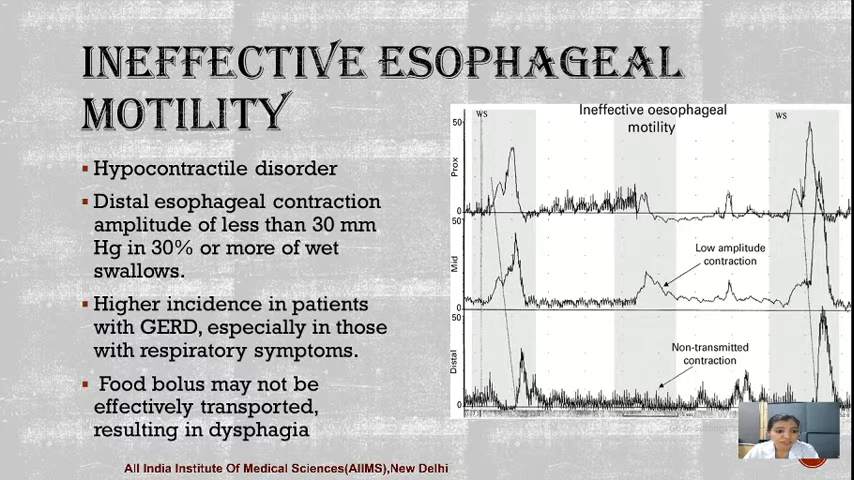 INEFFECTIVE ESOPHAGEAL
MOTILITY
Hypocontractile disorder
Distal esophageal contraction
amplitude of less than 30 mm
Hg in 30% or more of wet
swallows.
Higher incidence in patients
with GERD, especially in those
with respiratory symptoms.
Food bolus may not be
effectively transported,
resulting in dysphagia
Ineffective oesophageal
motility
WS
WS
50
Prox
0
50
Mid
Low amplitude
contraction
0
50
Distal
Non-transmitted
contraction
0
All India Institute Of Medical Sciences(AIIMS),New Delhi